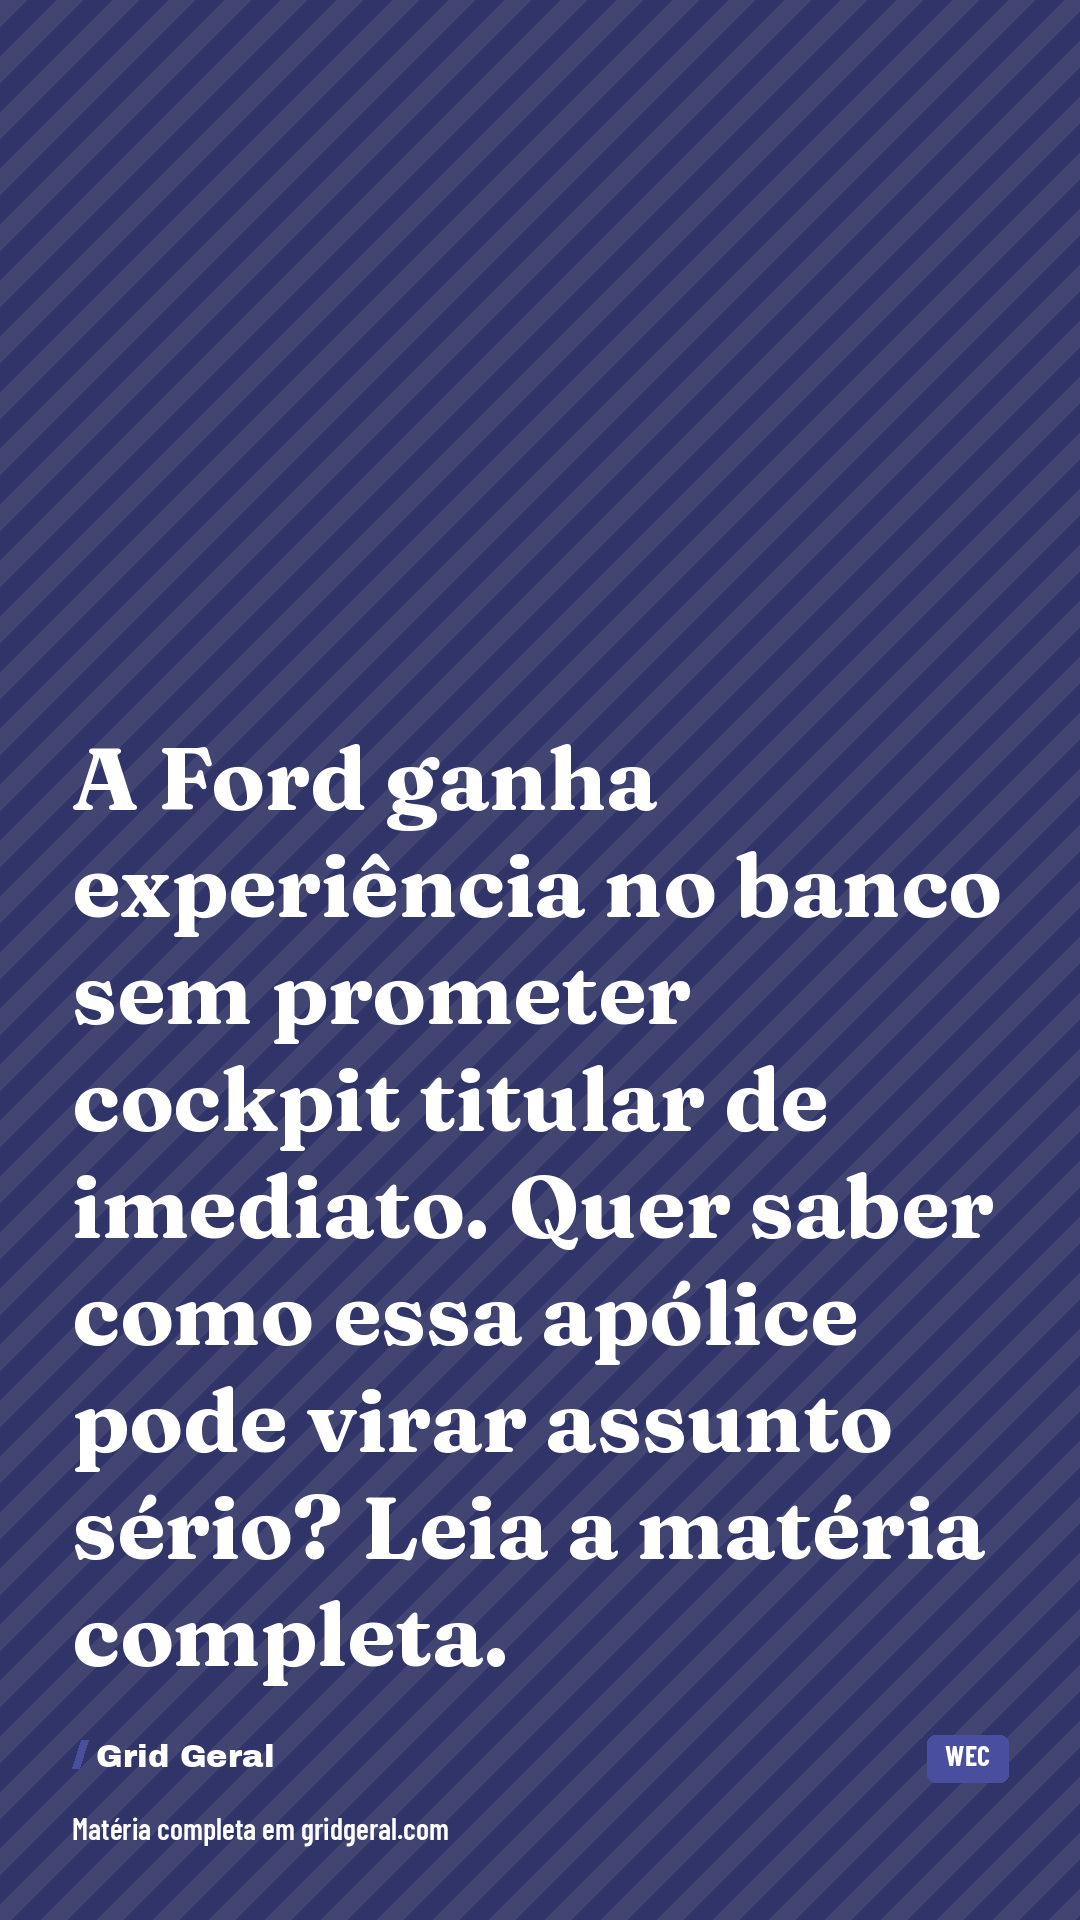 A Ford ganha
experiência no banco
sem prometer
cockpit titular de
imediato. Quer saber
como essa apólice
pode virar assunto
sério? Leia a matéria
completa.
/ Grid Geral
WEC
Matéria completa em gridgeral.com